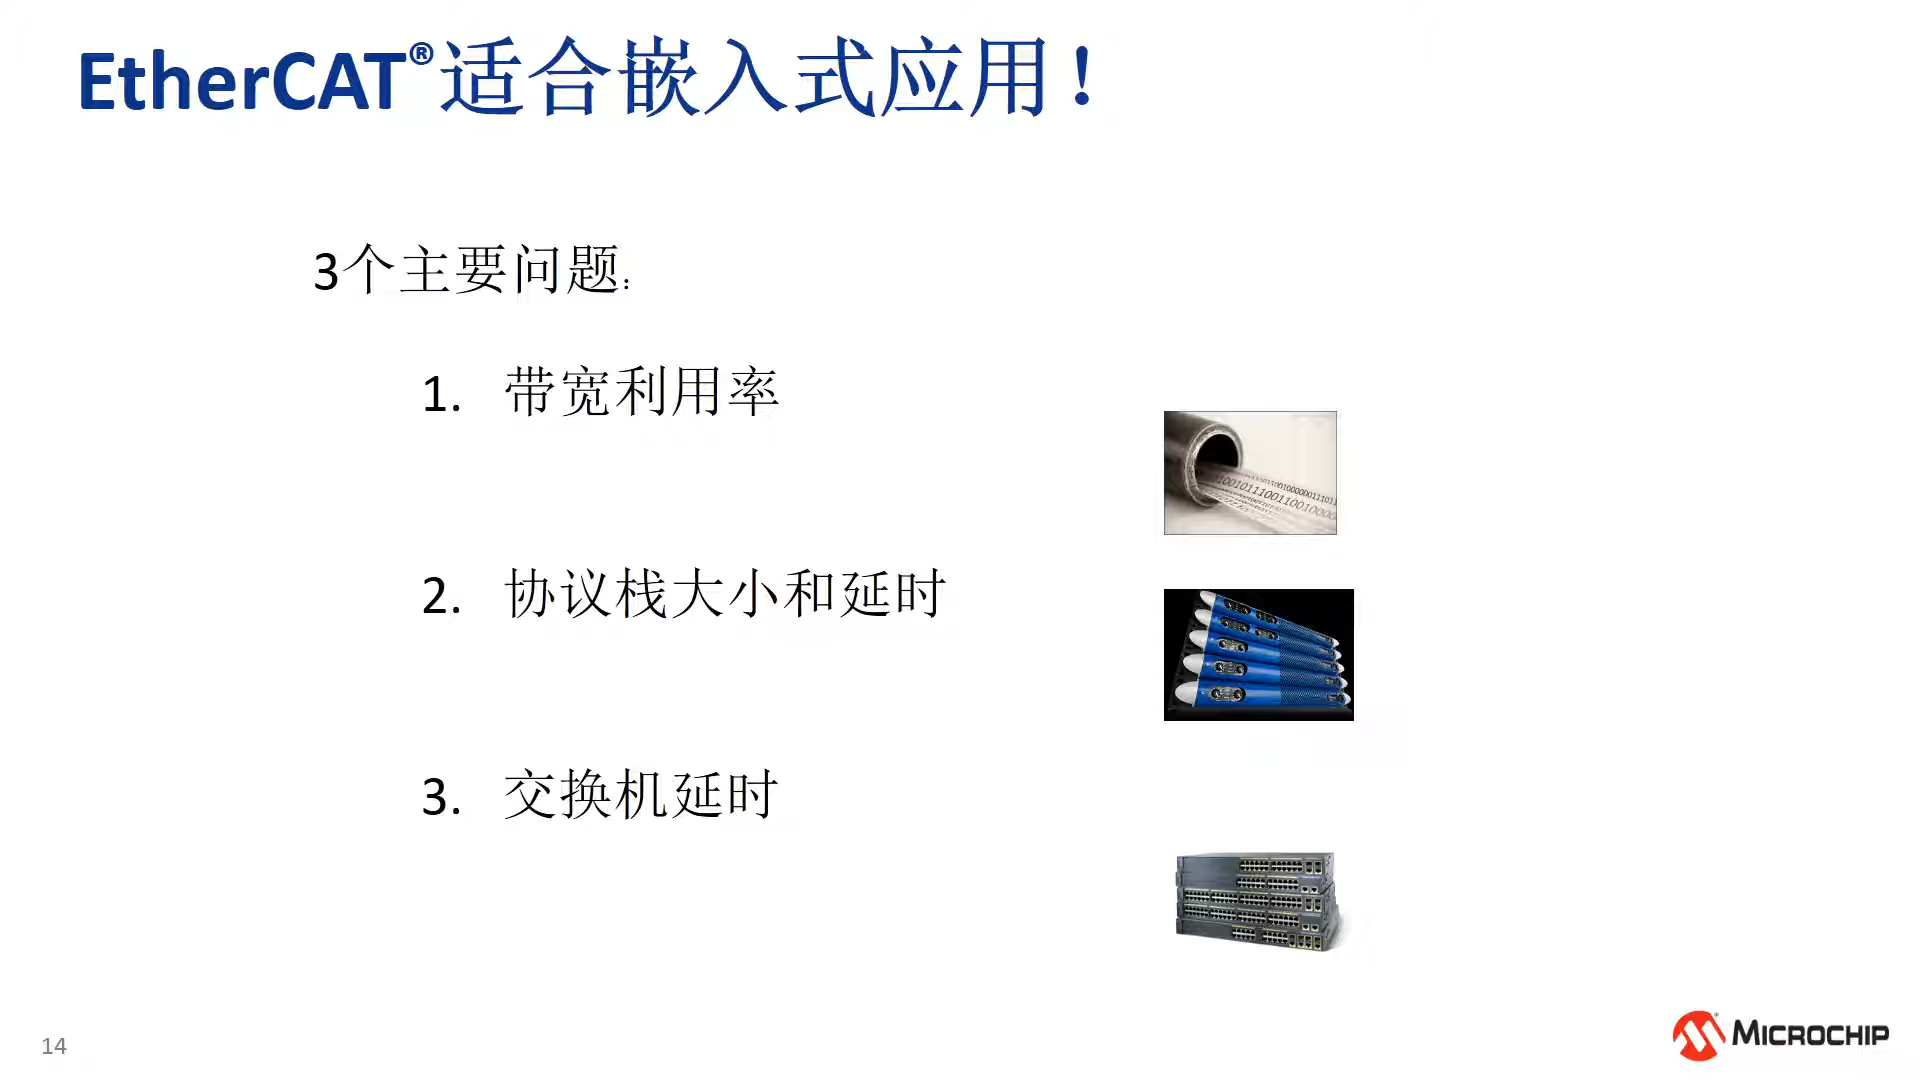 EtherCAT®适合嵌入式应用！
3个主要问题：
1. 带宽利用率
2. 协议栈大小和延时
3. 交换机延时
14
MICROCHIP